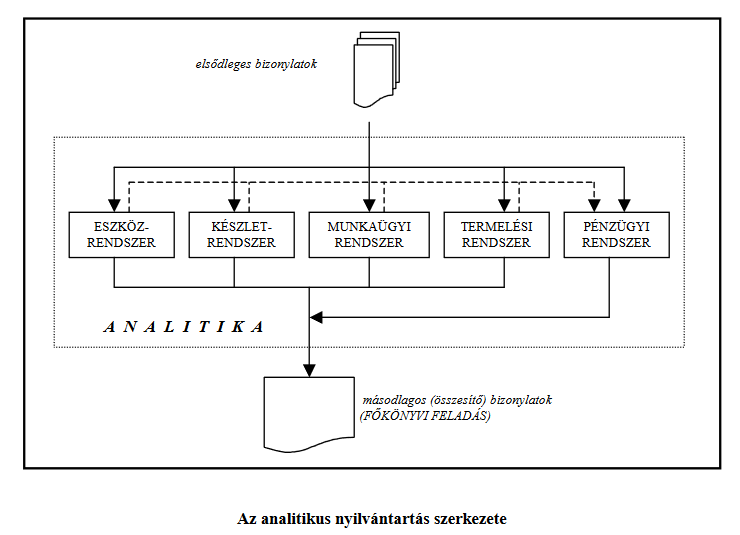 elsődleges bizonylatok
ESZKÖZ-
RENDSZER
KÉSZLET-
RENDSZER
MUNKAÜGYI
RENDSZER
TERMELÉSI
RENDSZER
PÉNZÜGYI
RENDSZER
A N A L I T I K A
másodlagos (összesítő) bizonylatok
(FŐKÖNYVI FELADÁS)
Az analitikus nyilvántartás szerkezete